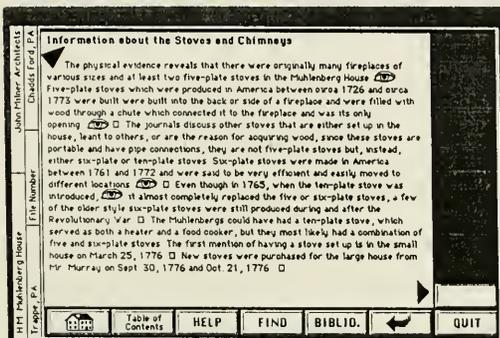 Information about the Stoves and Chimneys
The physical evidence reveals that there were originally many fireplaces of
various sizes and at least two five-plate stoves in the Muhlenberg House
Five-plate stoves which were produced in America between circa 1726 and circa
1773 were built were built into the back or side of a fireplace and were filled with
wood through a chute which connected it to the fireplace and was its only
opening □ The journals discuss other stoves that are either set up in the
house, leant to others, or are the reason for acquiring wood, since these stoves are
portable and have pipe connections, they are not five-plate stoves but, instead,
either six-plate or ten-plate stoves Six-plate stoves were made in America
between 1761 and 1772 and were said to be very efficient and easily moved to
different locations □ Even though in 1765, when the ten-plate stove was
introduced, it almost completely replaced the five or six-plate stoves, a few
of the older style six-plate stoves were still produced during and after the
Revolutionary War □ The Muhlenbergs could have had a ten-plate stove, which
served as both a heater and a food cooker, but they most likely had a combination of
five and six-plate stoves The first mention of having a stove set up is in the small
house on March 25, 1776 □ New stoves were purchased for the large house from
Mr. Murray on Sept 30, 1776 and Oct. 21, 1776 □
John Milner Architects
Chadds Ford, PA
File Number
H M Muhlenberg House
Trappe, PA
Table of
Contents
HELP
FIND
BIBLIO.
QUIT